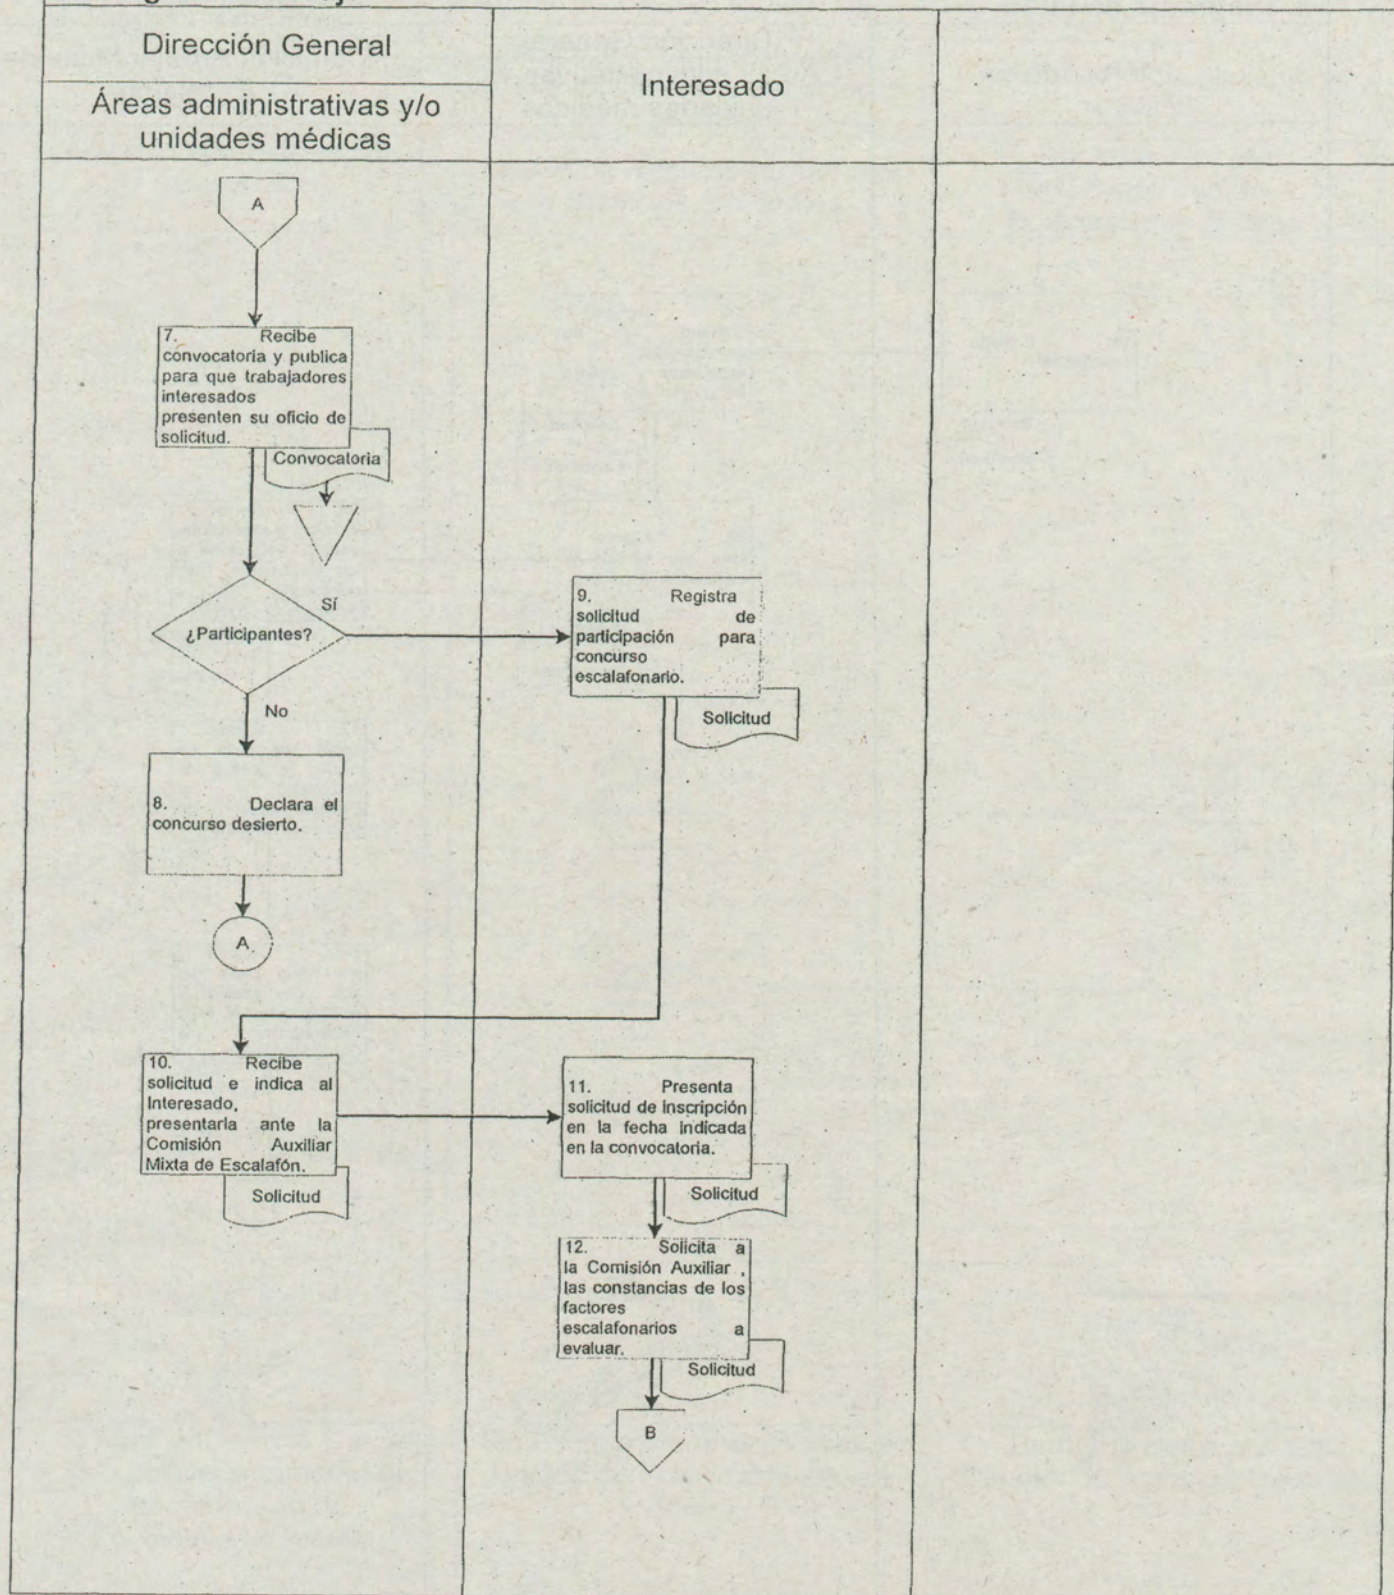 Dirección General
Áreas administrativas y/o
unidades médicas
Interesado
A
7. Recibe
convocatoria y publica
para que trabajadores
interesados
presenten su oficio de
solicitud.
Convocatoria
¿Participantes?
Sí
No
9. Registra
solicitud de
participación para
concurso
escalafonario.
Solicitud
8. Declara el
concurso desierto.
A
10. Recibe
solicitud e indica al
Interesado,
presentarla ante la
Comisión Auxiliar
Mixta de Escalafón.
Solicitud
11. Presenta
solicitud de inscripción
en la fecha indicada
en la convocatoria.
Solicitud
12. Solicita a
la Comisión Auxiliar ,
las constancias de los
factores
escalafonarios a
evaluar.
Solicitud
B